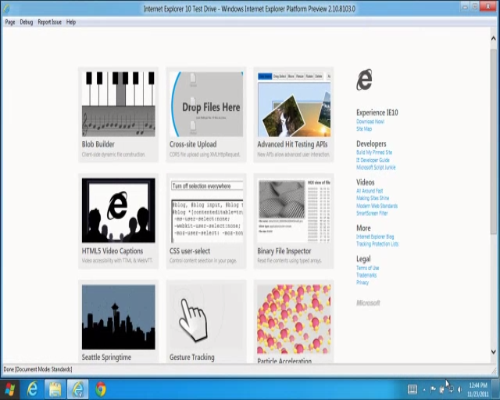 Internet Explorer 10 Test Drive - Windows Internet Explorer Platform Preview 2.10.8103.0
Page Debug Report Issue Help
Blob Builder
Client-side dynamic file construction.
Drop Files Here
Cross-site Upload
CORS file upload using XMLHttpRequest.
Advanced Hit Testing APIs
New APIs allow advanced user interaction.
HTML5 Video Captions
Video accessibility with HTML & WebVTT.
Turn off selection everywhere
CSS user-select
Control content selection in your page.
Binary File Inspector
Read file contents using typed arrays.
Seattle Springtime
Gesture Tracking
Particle Accelerating
Experience IE10
Download Now!
Site Map
Developers
Build My Pinned Site
IE Developer Guide
Microsoft Script Junkie
Videos
All Around Fast
Making Sites Shine
Modern Web Standards
SmartScreen Filter
More
Internet Explorer Blog
Tracking Protection Lists
Legal
Terms of Use
Trademarks
Privacy
Microsoft
Done [Document Mode: Standards]
12:44 PM
11/21/2011